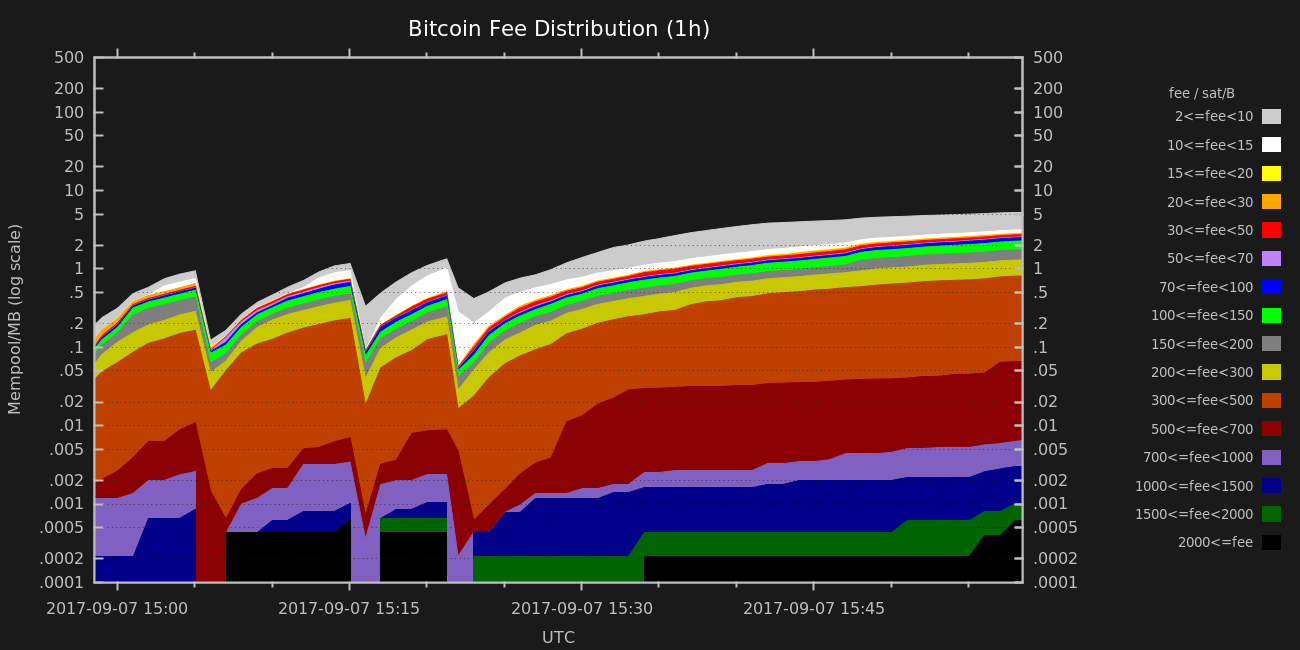 Bitcoin Fee Distribution (1h)
Mempool/MB (log scale)
500
200
100
50
20
10
5
2
1
.5
.2
.1
.05
.02
.01
.005
.002
.001
.0005
.0002
.0001
500
200
100
50
20
10
5
2
1
.5
.2
.1
.05
.02
.01
.005
.002
.001
.0005
.0002
.0001
2017-09-07 15:00 2017-09-07 15:15 2017-09-07 15:30 2017-09-07 15:45
UTC
fee / sat/B
2<=fee<10
10<=fee<15
15<=fee<20
20<=fee<30
30<=fee<50
50<=fee<70
70<=fee<100
100<=fee<150
150<=fee<200
200<=fee<300
300<=fee<500
500<=fee<700
700<=fee<1000
1000<=fee<1500
1500<=fee<2000
2000<=fee